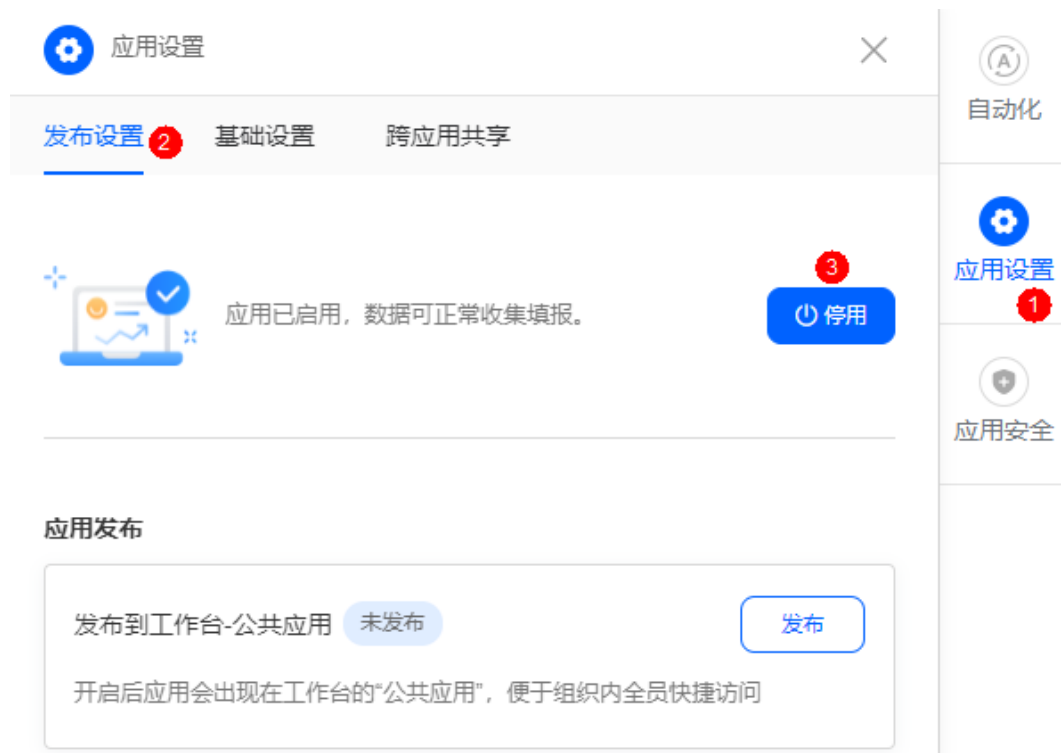 应用设置
发布设置 2 基础设置 跨应用共享
3
应用已启用，数据可正常收集填报。 停用
应用发布
发布到工作台-公共应用 未发布 发布
开启后应用会出现在工作台的“公共应用”，便于组织内全员快捷访问
A
自动化
应用设置
1
应用安全